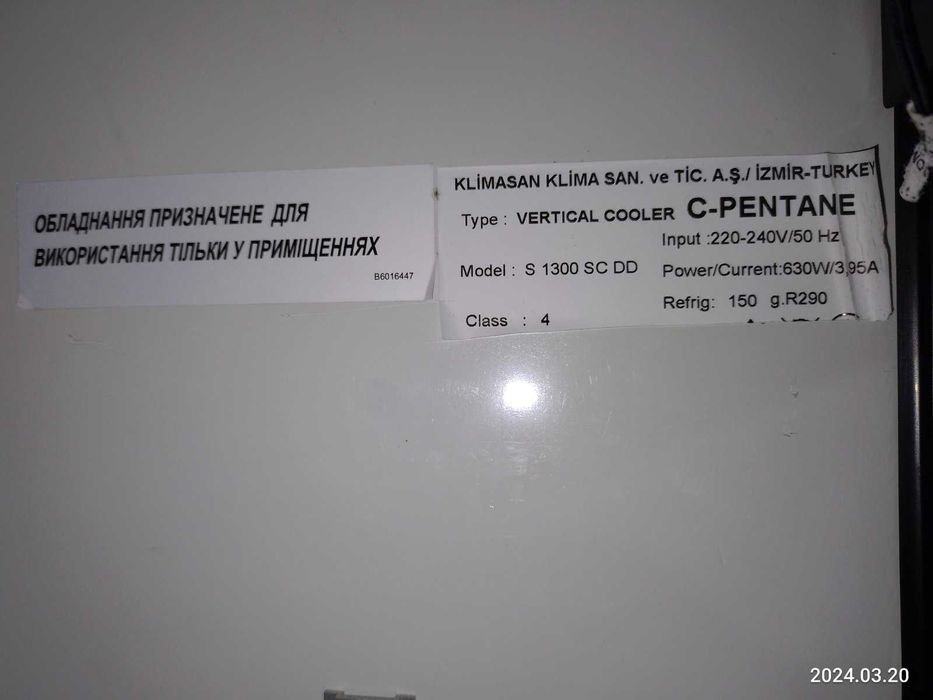 ОБЛАДНАННЯ ПРИЗНАЧЕНЕ ДЛЯ
ВИКОРИСТАННЯ ТІЛЬКИ У ПРИМІЩЕННЯХ
B6016447
KLİMASAN KLİMA SAN. ve TİC. A.Ş./ İZMİR-TURKEY
Type : VERTICAL COOLER C-PENTANE
Input :220-240V/50 Hz
Model : S 1300 SC DD Power/Current:630W/3,95A
Refrig: 150 g.R290
Class : 4
2024.03.20